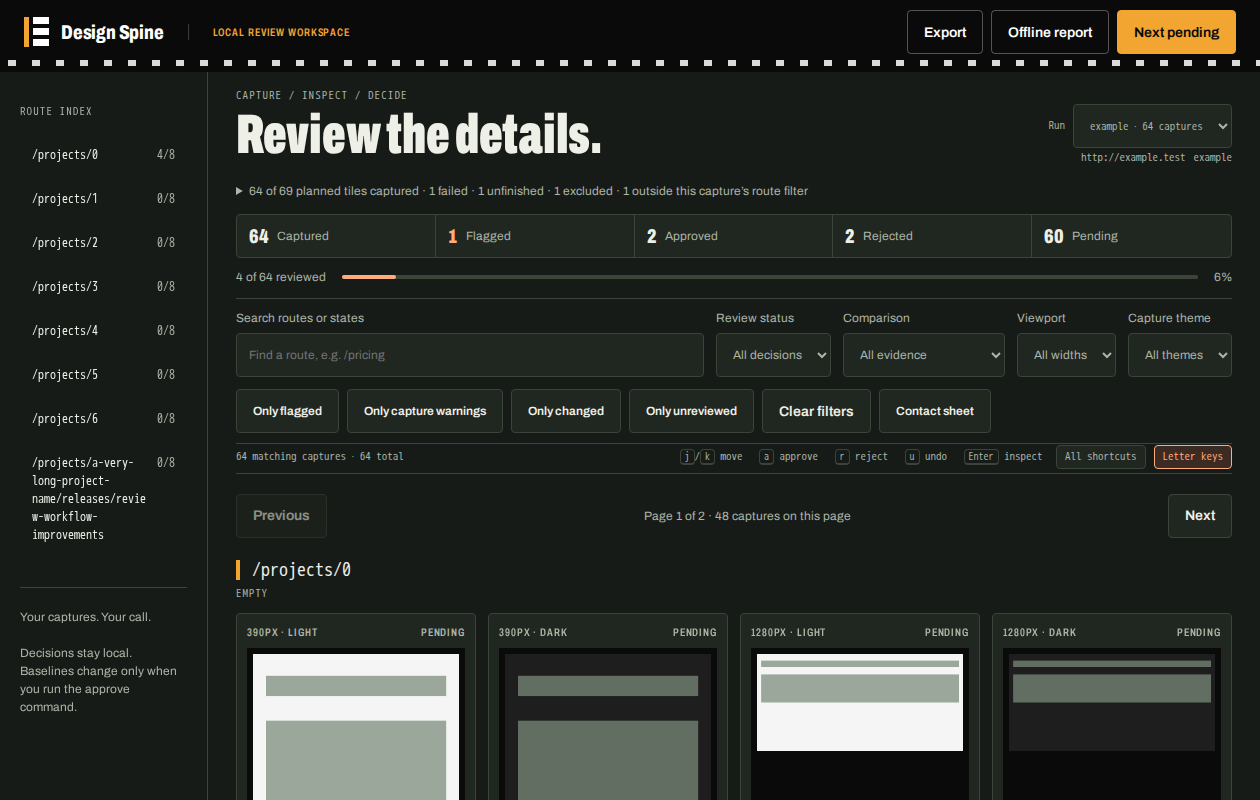 Design Spine
LOCAL REVIEW WORKSPACE
Export
Offline report
Next pending
ROUTE INDEX
/projects/0 4/8
/projects/1 0/8
/projects/2 0/8
/projects/3 0/8
/projects/4 0/8
/projects/5 0/8
/projects/6 0/8
/projects/a-very- 0/8
long-project-
name/releases/revie
w-workflow-
improvements
Your captures. Your call.
Decisions stay local.
Baselines change only when
you run the approve
command.
CAPTURE / INSPECT / DECIDE
Review the details.
Run example · 64 captures
http://example.test example
64 of 69 planned tiles captured · 1 failed · 1 unfinished · 1 excluded · 1 outside this capture's route filter
64 Captured 1 Flagged 2 Approved 2 Rejected 60 Pending
4 of 64 reviewed 6%
Search routes or states Review status Comparison Viewport Capture theme
Find a route, e.g. /pricing All decisions All evidence All widths All themes
Only flagged Only capture warnings Only changed Only unreviewed Clear filters Contact sheet
64 matching captures · 64 total j/k move a approve r reject u undo Enter inspect All shortcuts Letter keys
Previous Page 1 of 2 · 48 captures on this page Next
/projects/0
EMPTY
390PX · LIGHT PENDING 390PX · DARK PENDING 1280PX · LIGHT PENDING 1280PX · DARK PENDING